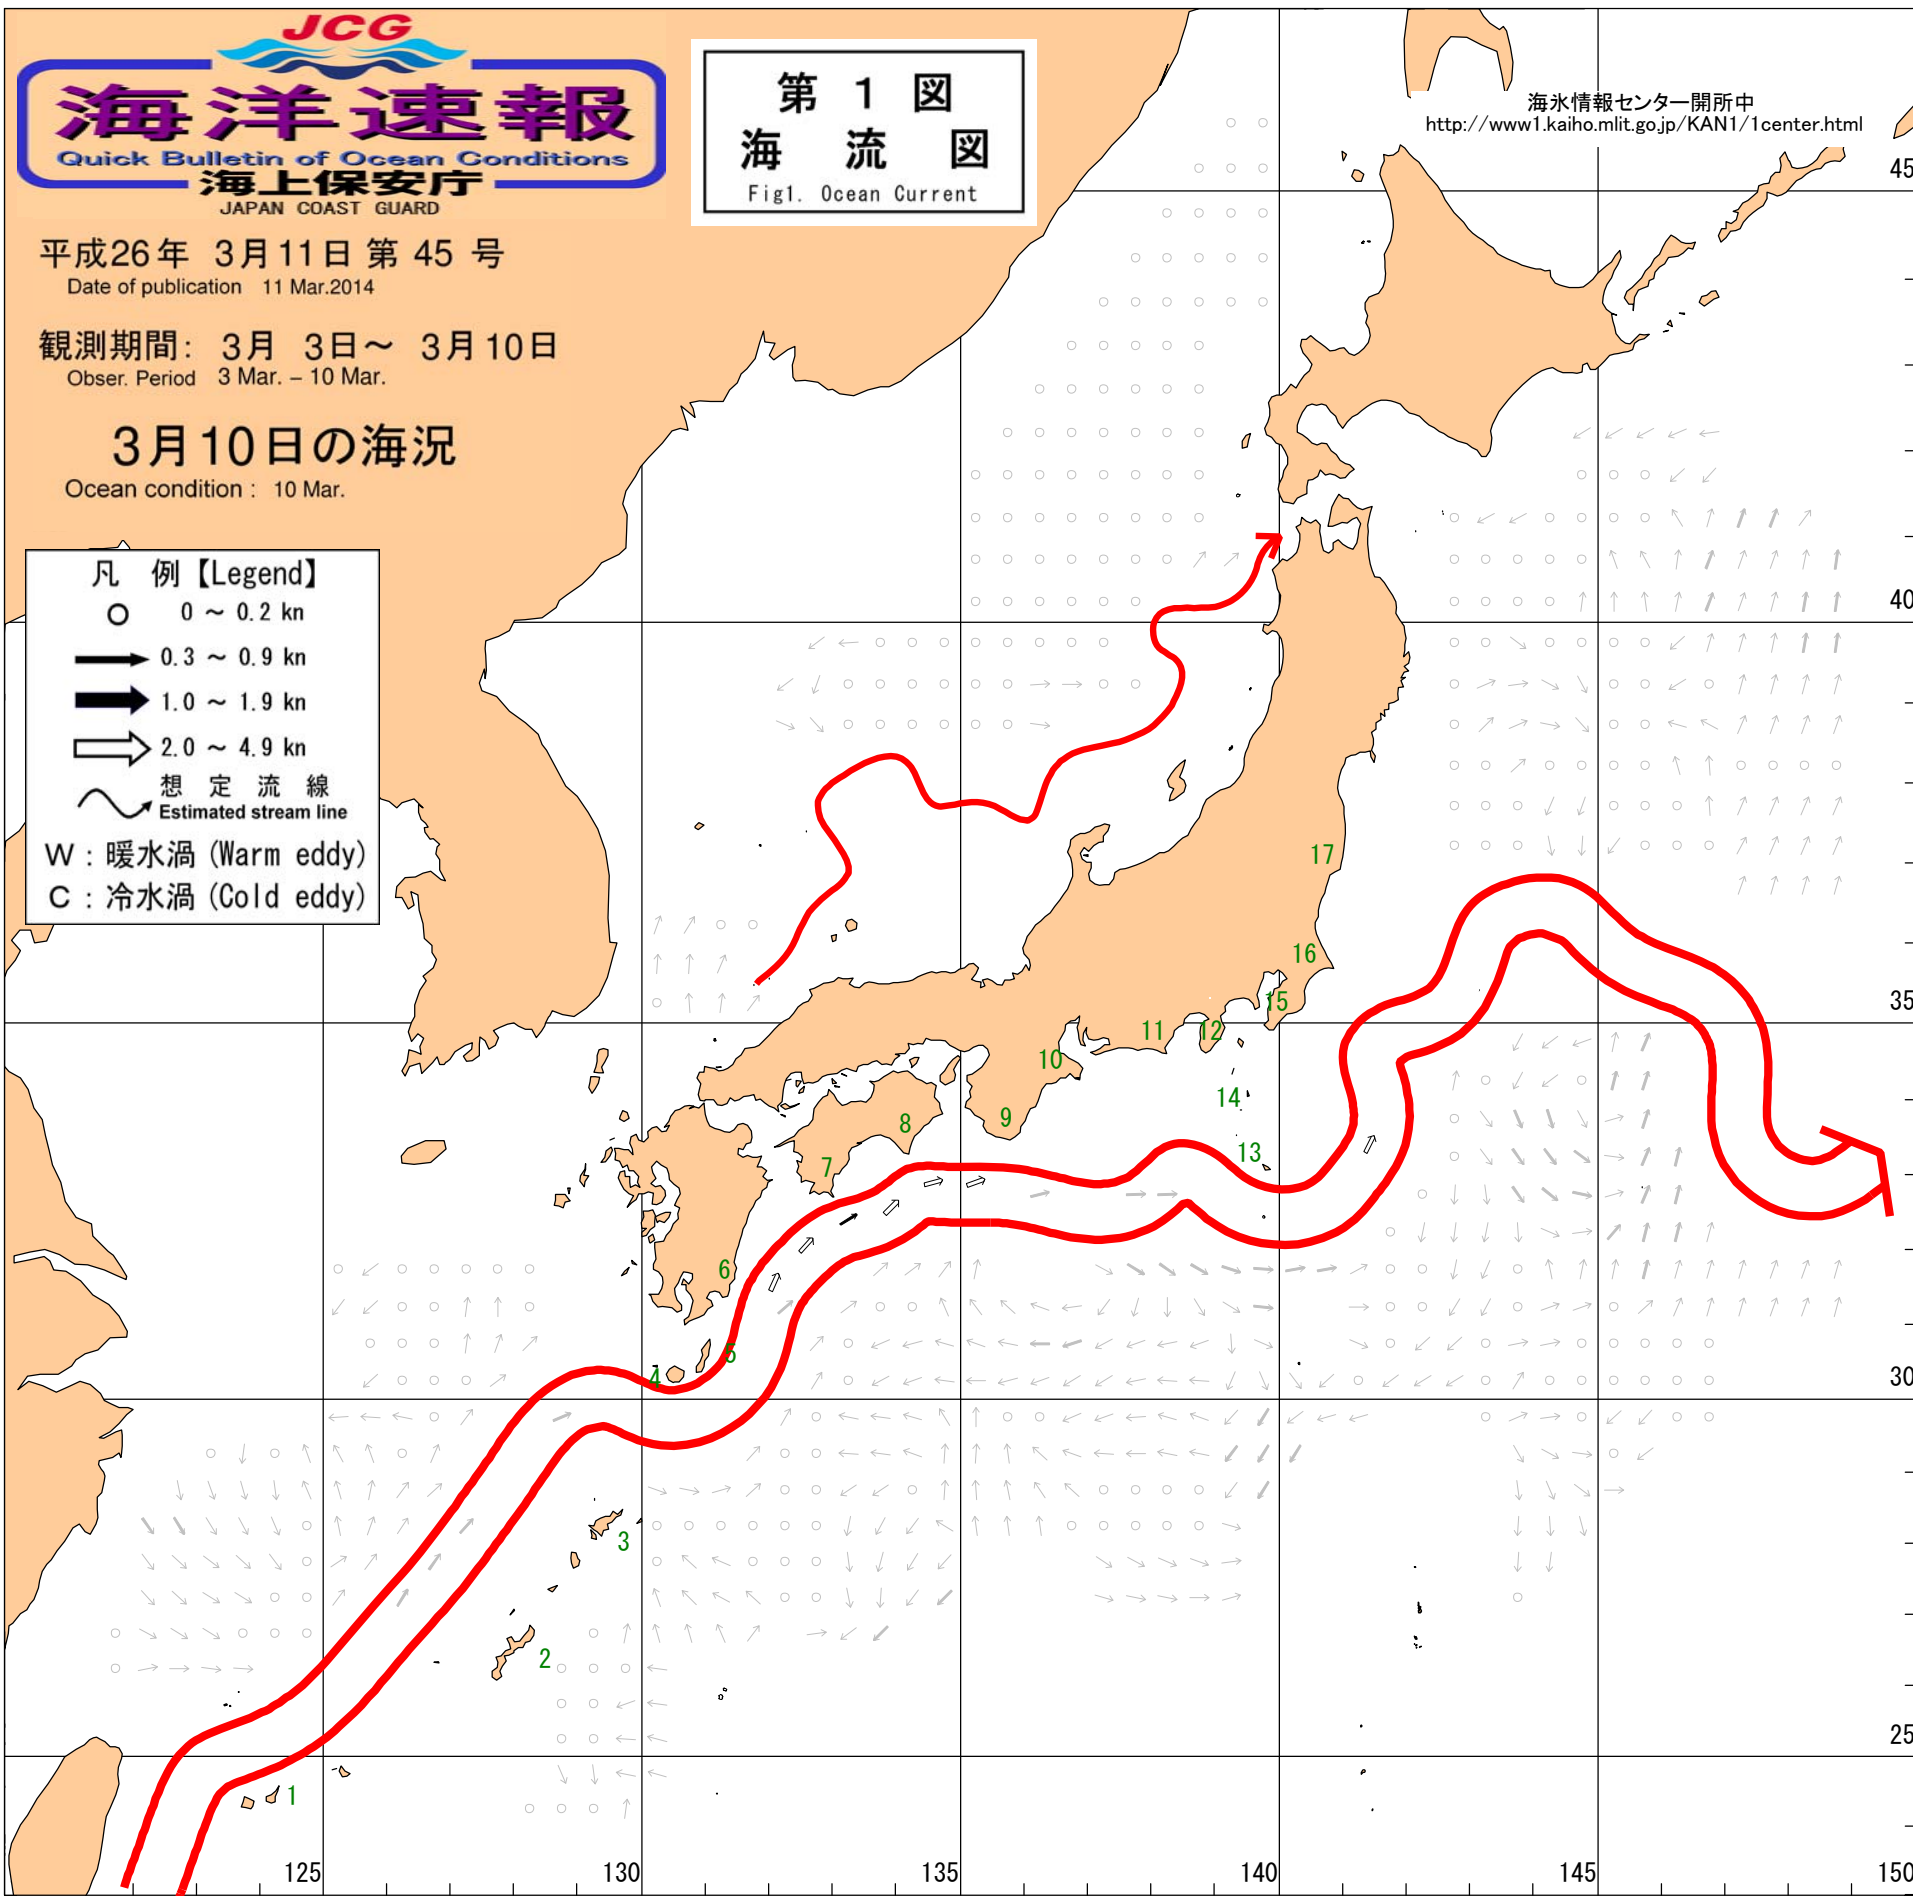 JCG
海洋速報
Quick Bulletin of Ocean Conditions
海上保安庁
JAPAN COAST GUARD
第 1 図
海 流 図
Fig1. Ocean Current
海氷情報センター開所中
http://www1.kaiho.mlit.go.jp/KAN1/1center.html
平成26年 3月11日 第 45 号
Date of publication 11 Mar.2014
観測期間: 3月 3日～ 3月10日
Obser. Period 3 Mar. – 10 Mar.
3月10日の海況
Ocean condition : 10 Mar.
凡 例【Legend】
0 ～ 0.2 kn
0.3 ～ 0.9 kn
1.0 ～ 1.9 kn
2.0 ～ 4.9 kn
想 定 流 線
Estimated stream line
W : 暖水渦 (Warm eddy)
C : 冷水渦 (Cold eddy)
45
40
35
30
25
17
16
15
12
11
10
14
9
8
13
7
6
5
4
3
2
1
125
130
135
140
145
150